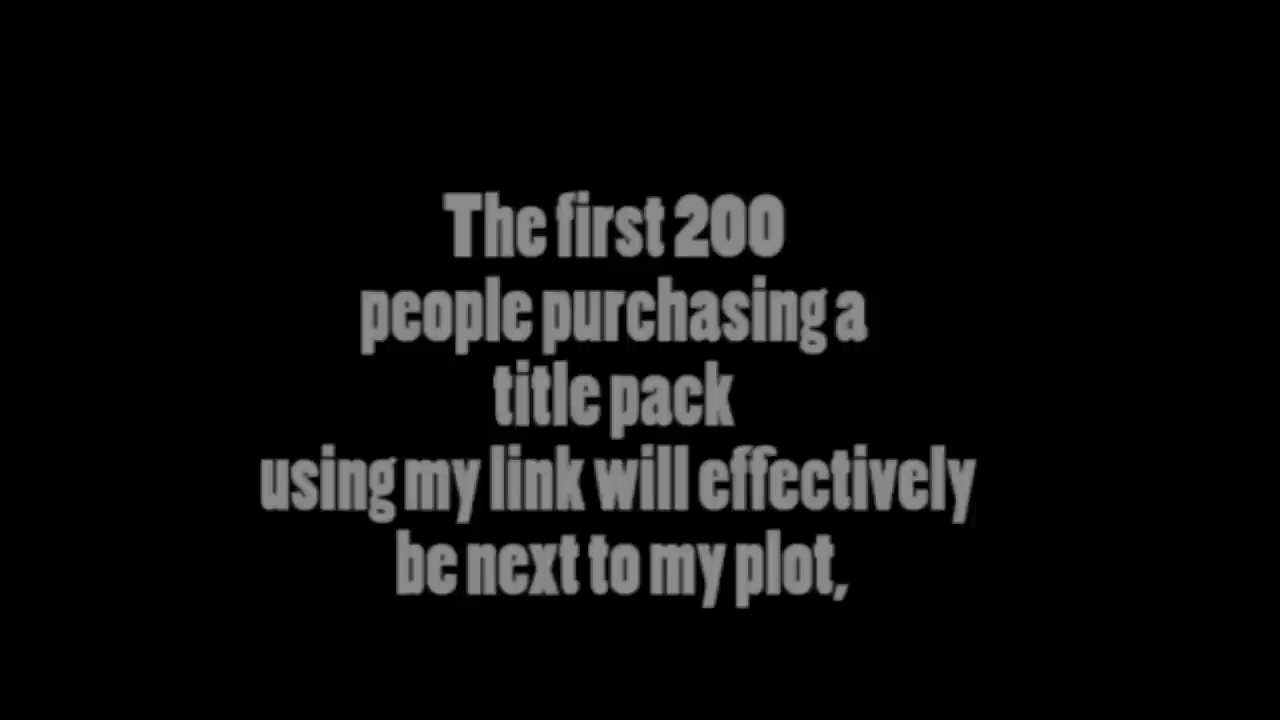 The first 200
people purchasing a
title pack
using my link will effectively
be next to my plot,